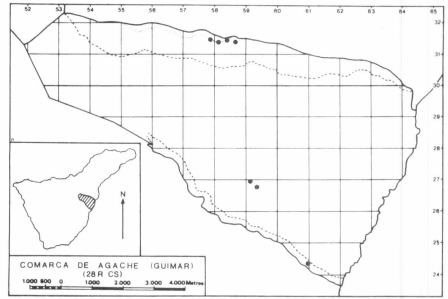 52 53 54 55 56 57 58 59 60 61 62 63 64 65
32
31
30
29
28
27
26
25
24
N
COMARCA DE AGACHE (GUIMAR)
(28R CS)
1.000 500 0 1.000 2.000 3.000 4.000 Metros